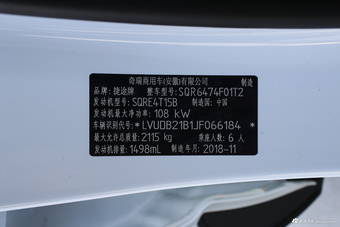 奇瑞商用车(安徽)有限公司 制造
品牌：捷途牌 整车型号：SQR6474F01T2
发动机型号：SQRE4T15B 制造国：中国
发动机最大净功率：108 kW
车辆识别代号：*LVUDB21B1JF066184*
最大允许总质量：2115 kg 乘座人数：6 人
发动机排量：1498mL 制造年月：2018-11